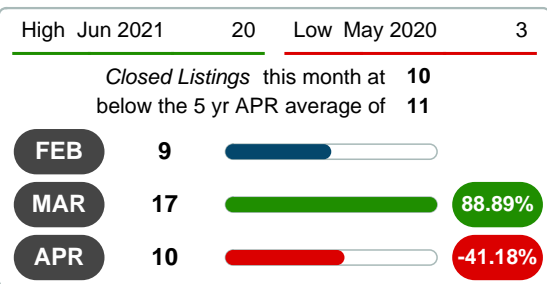 High Jun 2021 20 Low May 2020 3
Closed Listings this month at 10
below the 5 yr APR average of 11
FEB 9
MAR 17 88.89%
APR 10 -41.18%